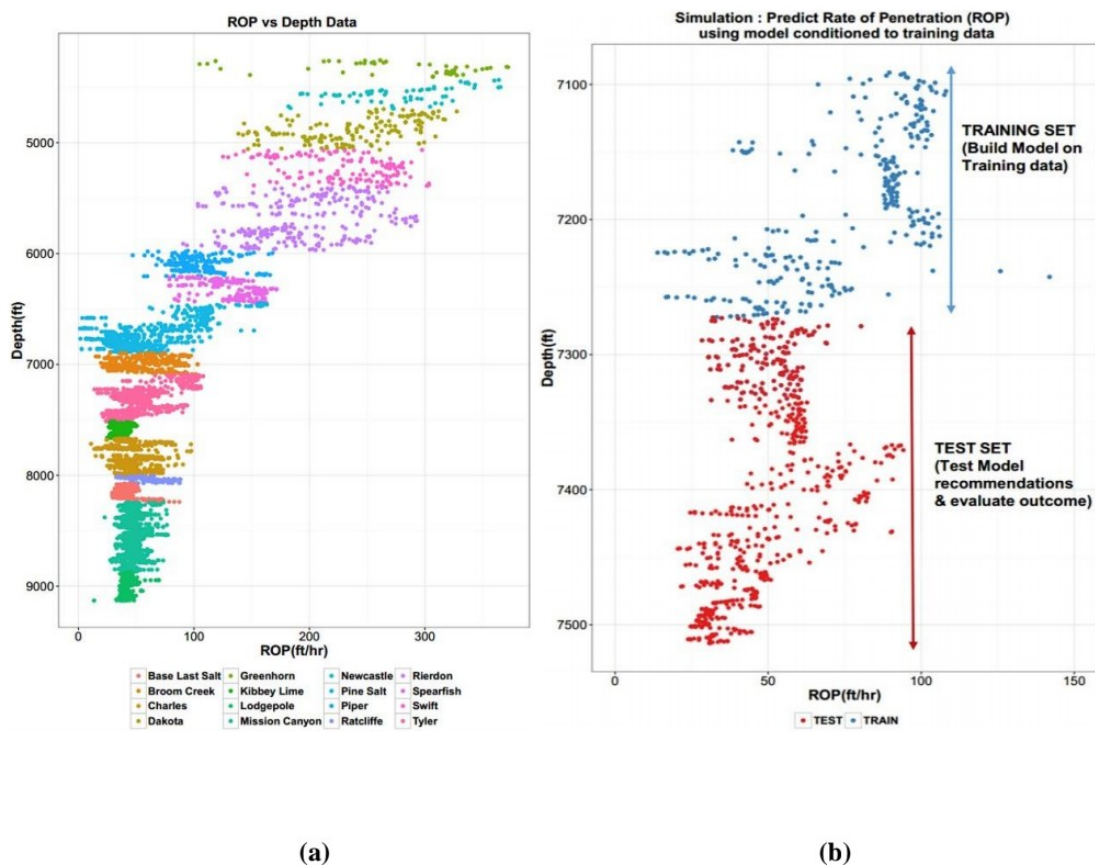 ROP vs Depth Data
Depth(ft)
5000
6000
7000
8000
9000
0
100
200
300
ROP(ft/hr)
Base Last Salt
Greenhorn
Newcastle
Rierdon
Broom Creek
Kibbey Lime
Pine Salt
Spearfish
Charles
Lodgepole
Piper
Swift
Dakota
Mission Canyon
Ratcliffe
Tyler
(a)
Simulation : Predict Rate of Penetration (ROP)
using model conditioned to training data
Depth(ft)
7100
7200
7300
7400
7500
TRAINING SET
(Build Model on
Training data)
TEST SET
(Test Model
recommendations
& evaluate outcome)
0
50
100
150
ROP(ft/hr)
TEST
TRAIN
(b)